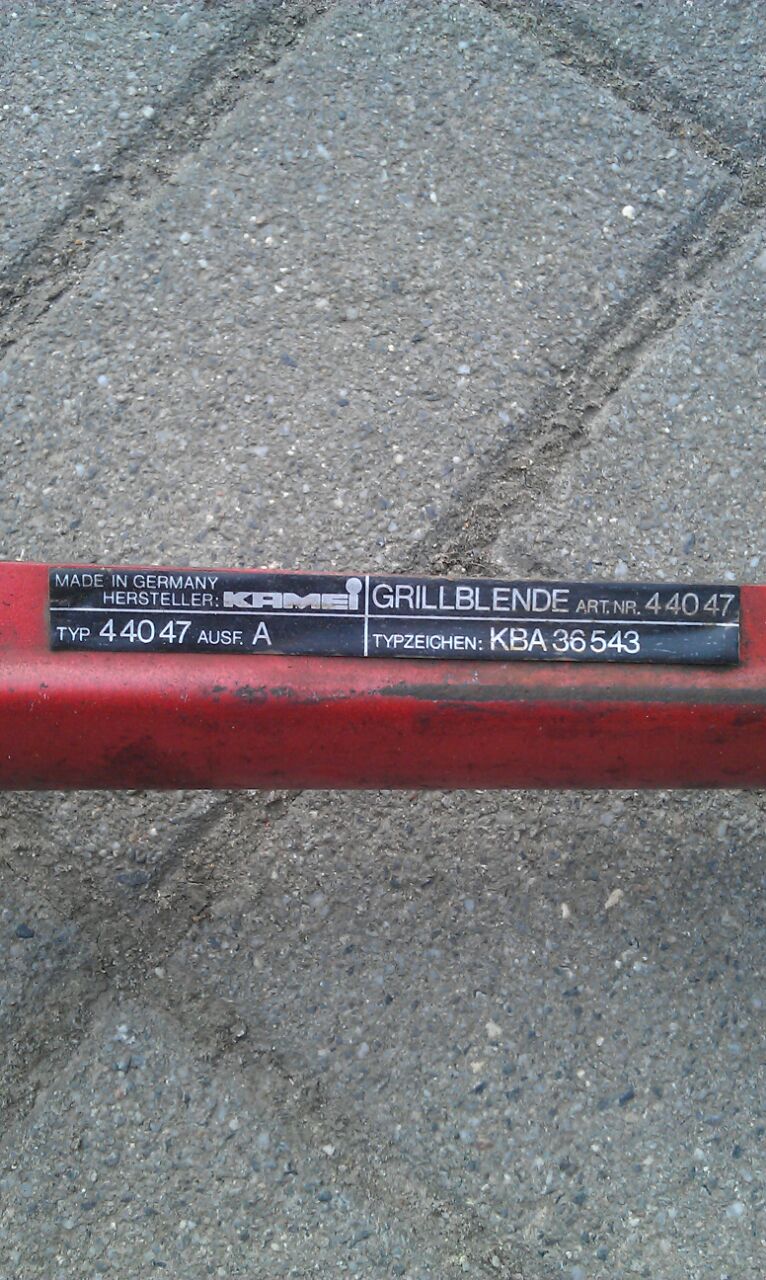 MADE IN GERMANY
HERSTELLER: KAMEI
TYP 44047 AUSF. A
GRILLBLENDE ART.NR. 44047
TYPZEICHEN: KBA 36543